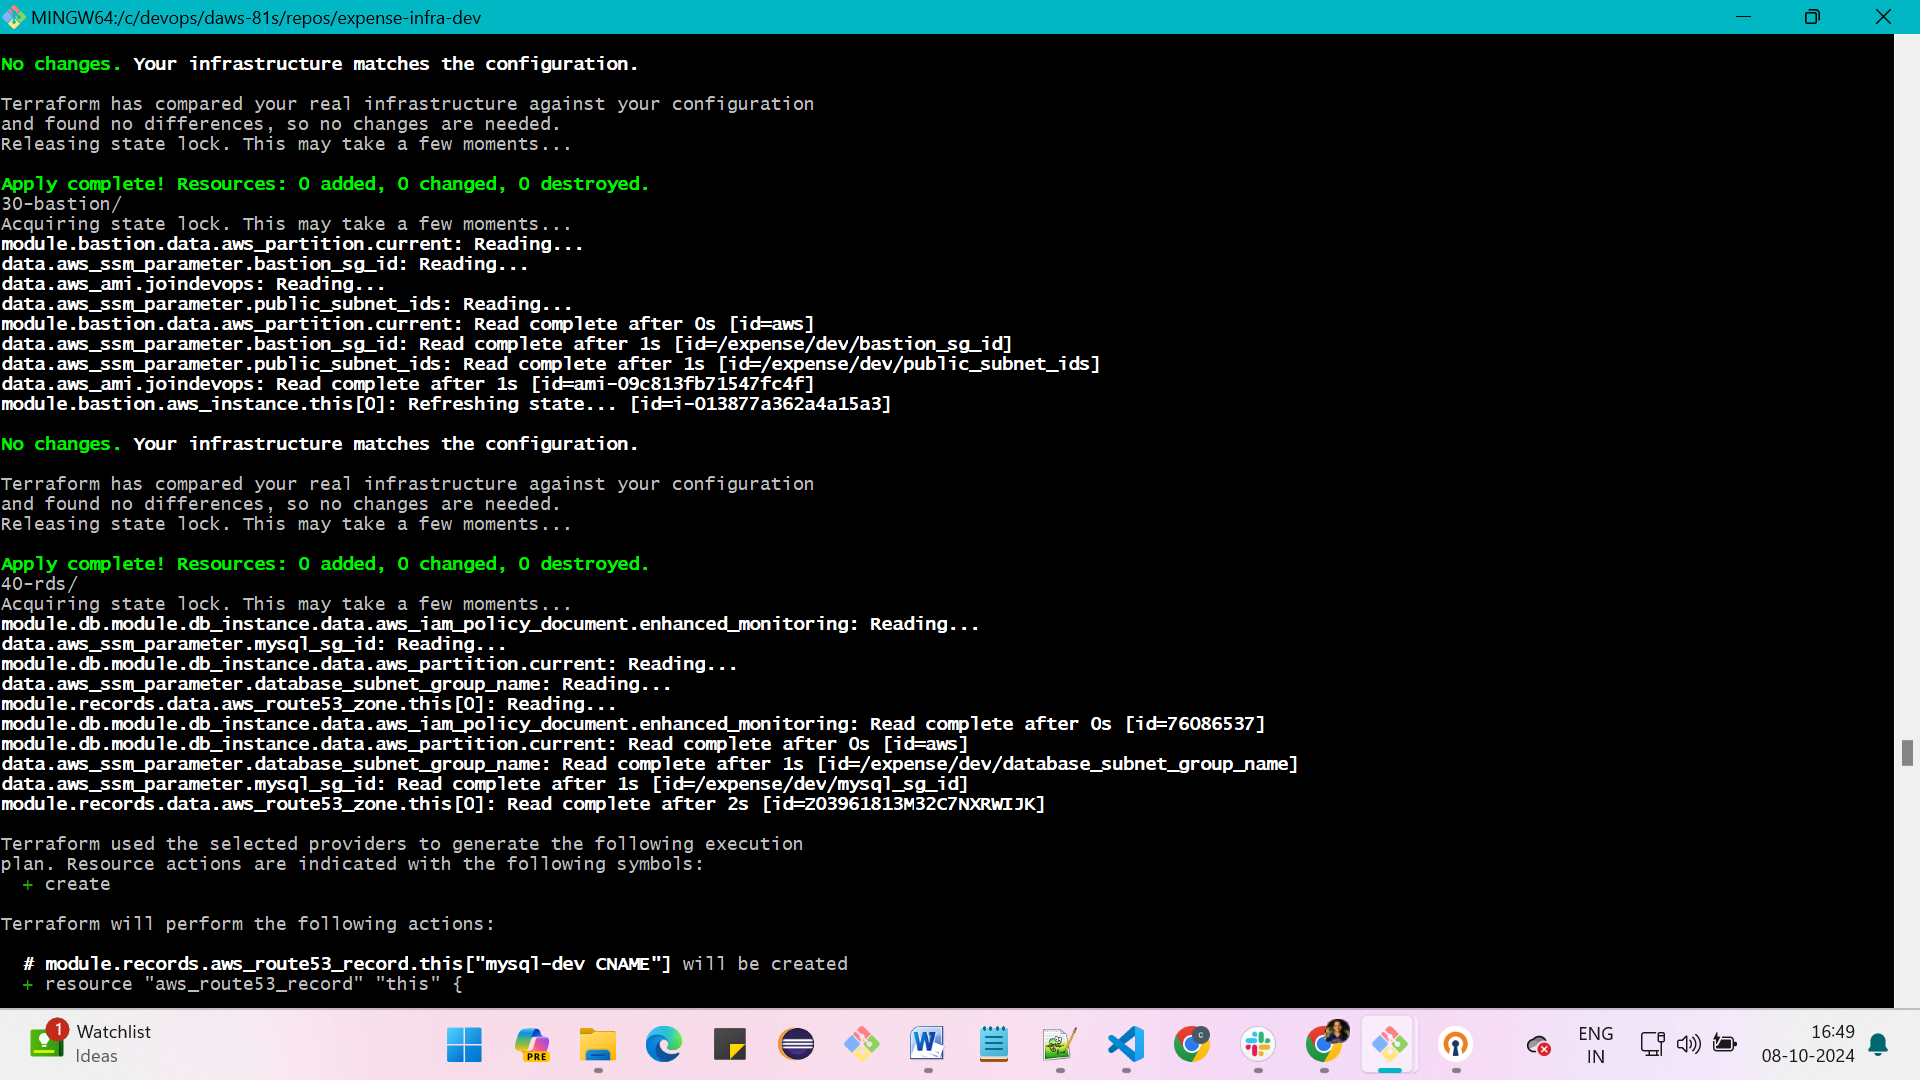 MINGW64:/c/devops/daws-81s/repos/expense-infra-dev
No changes. Your infrastructure matches the configuration.
Terraform has compared your real infrastructure against your configuration
and found no differences, so no changes are needed.
Releasing state lock. This may take a few moments...
Apply complete! Resources: 0 added, 0 changed, 0 destroyed.
30-bastion/
Acquiring state lock. This may take a few moments...
module.bastion.data.aws_partition.current: Reading...
data.aws_ssm_parameter.bastion_sg_id: Reading...
data.aws_ami.joindevops: Reading...
data.aws_ssm_parameter.public_subnet_ids: Reading...
module.bastion.data.aws_partition.current: Read complete after 0s [id=aws]
data.aws_ssm_parameter.bastion_sg_id: Read complete after 1s [id=/expense/dev/bastion_sg_id]
data.aws_ssm_parameter.public_subnet_ids: Read complete after 1s [id=/expense/dev/public_subnet_ids]
data.aws_ami.joindevops: Read complete after 1s [id=ami-09c813fb71547fc4f]
module.bastion.aws_instance.this[0]: Refreshing state... [id=i-013877a362a4a15a3]
No changes. Your infrastructure matches the configuration.
Terraform has compared your real infrastructure against your configuration
and found no differences, so no changes are needed.
Releasing state lock. This may take a few moments...
Apply complete! Resources: 0 added, 0 changed, 0 destroyed.
40-rds/
Acquiring state lock. This may take a few moments...
module.db.module.db_instance.data.aws_iam_policy_document.enhanced_monitoring: Reading...
data.aws_ssm_parameter.mysql_sg_id: Reading...
module.db.module.db_instance.data.aws_partition.current: Reading...
data.aws_ssm_parameter.database_subnet_group_name: Reading...
module.records.data.aws_route53_zone.this[0]: Reading...
module.db.module.db_instance.data.aws_iam_policy_document.enhanced_monitoring: Read complete after 0s [id=76086537]
module.db.module.db_instance.data.aws_partition.current: Read complete after 0s [id=aws]
data.aws_ssm_parameter.database_subnet_group_name: Read complete after 1s [id=/expense/dev/database_subnet_group_name]
data.aws_ssm_parameter.mysql_sg_id: Read complete after 1s [id=/expense/dev/mysql_sg_id]
module.records.data.aws_route53_zone.this[0]: Read complete after 2s [id=Z03961813M32C7NXRWIJK]
Terraform used the selected providers to generate the following execution
plan. Resource actions are indicated with the following symbols:
+ create
Terraform will perform the following actions:
# module.records.aws_route53_record.this["mysql-dev CNAME"] will be created
+ resource "aws_route53_record" "this" {
1
Watchlist
Ideas
PRE
ENG
IN
16:49
08-10-2024